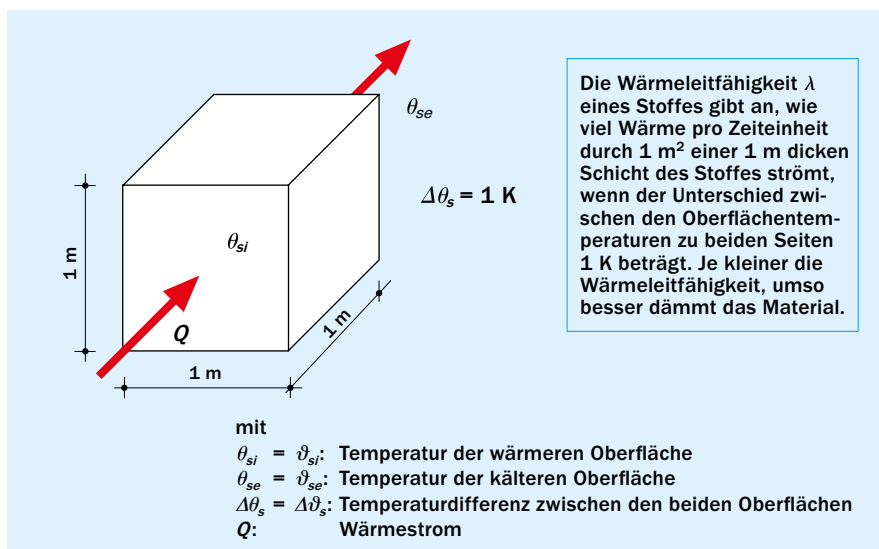 θse
Δθs = 1 K
θsi
1 m
Q
1 m
1 m
Die Wärmeleitfähigkeit λ
eines Stoffes gibt an, wie
viel Wärme pro Zeiteinheit
durch 1 m² einer 1 m dicken
Schicht des Stoffes strömt,
wenn der Unterschied zwi-
schen den Oberflächentem-
peraturen zu beiden Seiten
1 K beträgt. Je kleiner die
Wärmeleitfähigkeit, umso
besser dämmt das Material.
mit
θsi = ϑsi: Temperatur der wärmeren Oberfläche
θse = ϑse: Temperatur der kälteren Oberfläche
Δθs = Δϑs: Temperaturdifferenz zwischen den beiden Oberflächen
Q: Wärmestrom